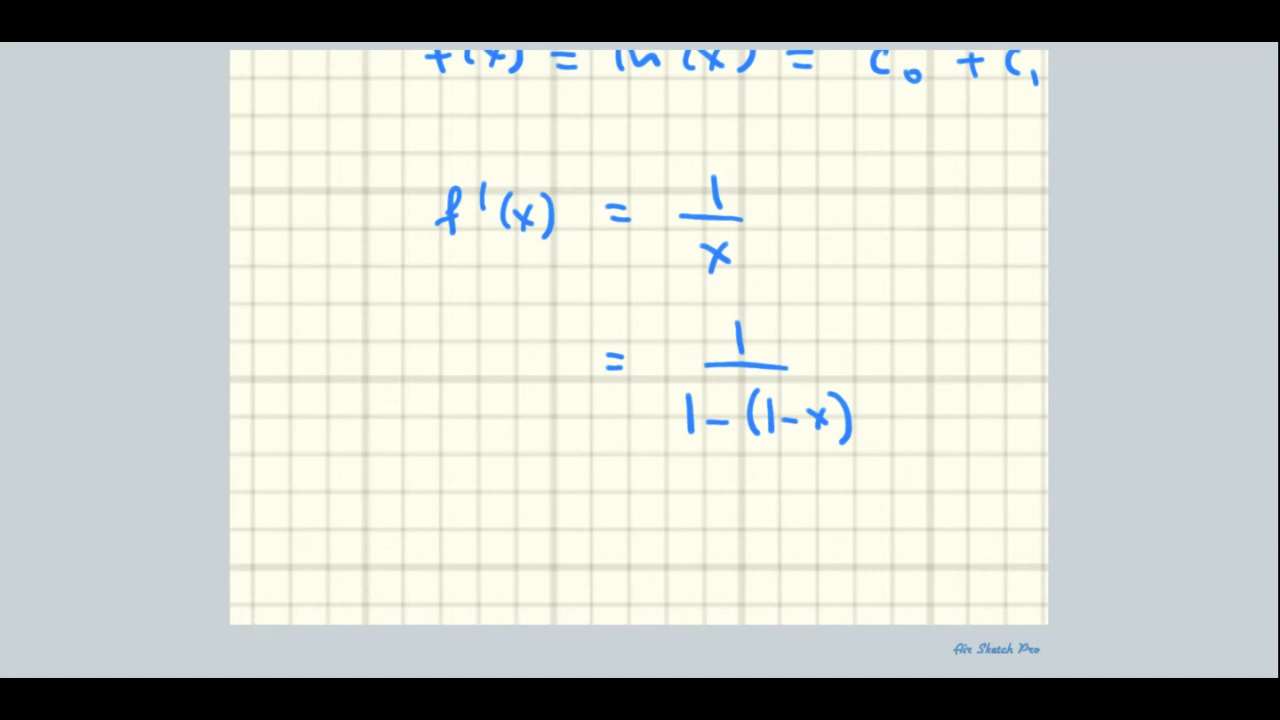 f(x) = ln(x) = c₀ + c₁
f'(x) = 1/x
= 1/(1-(1-x))
Air Sketch Pro